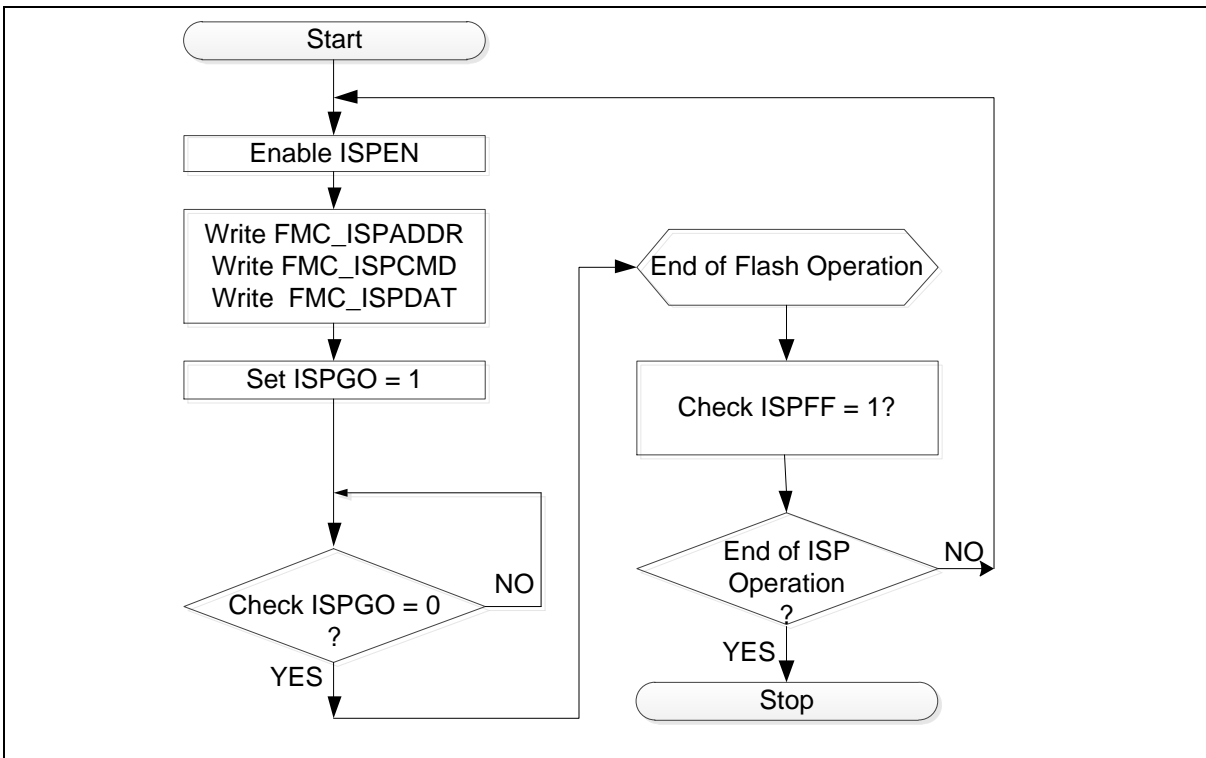 Start
Enable ISPEN
Write FMC_ISPADDR
Write FMC_ISPCMD
Write  FMC_ISPDAT
Set ISPGO = 1
Check ISPGO = 0
?
NO
YES
End of Flash Operation
Check ISPFF = 1?
End of ISP
Operation
?
NO
YES
Stop